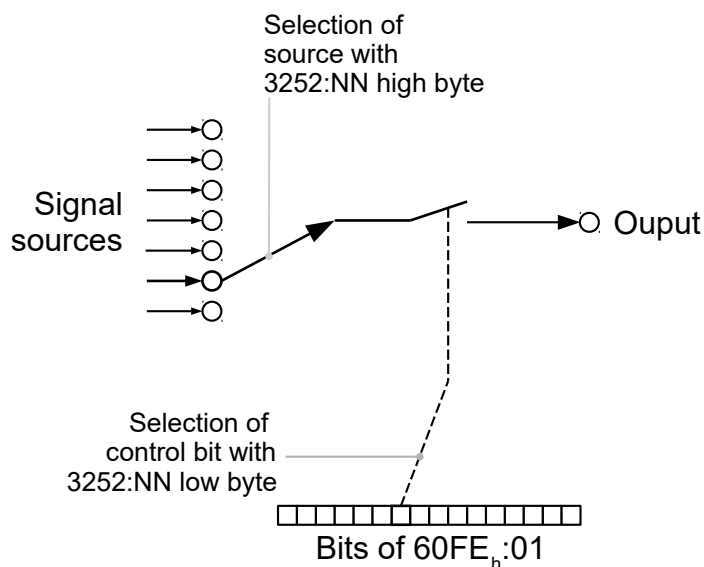 Selection of
source with
3252:NN high byte
Signal
sources
Ouput
Selection of
control bit with
3252:NN low byte
Bits of 60FEh:01